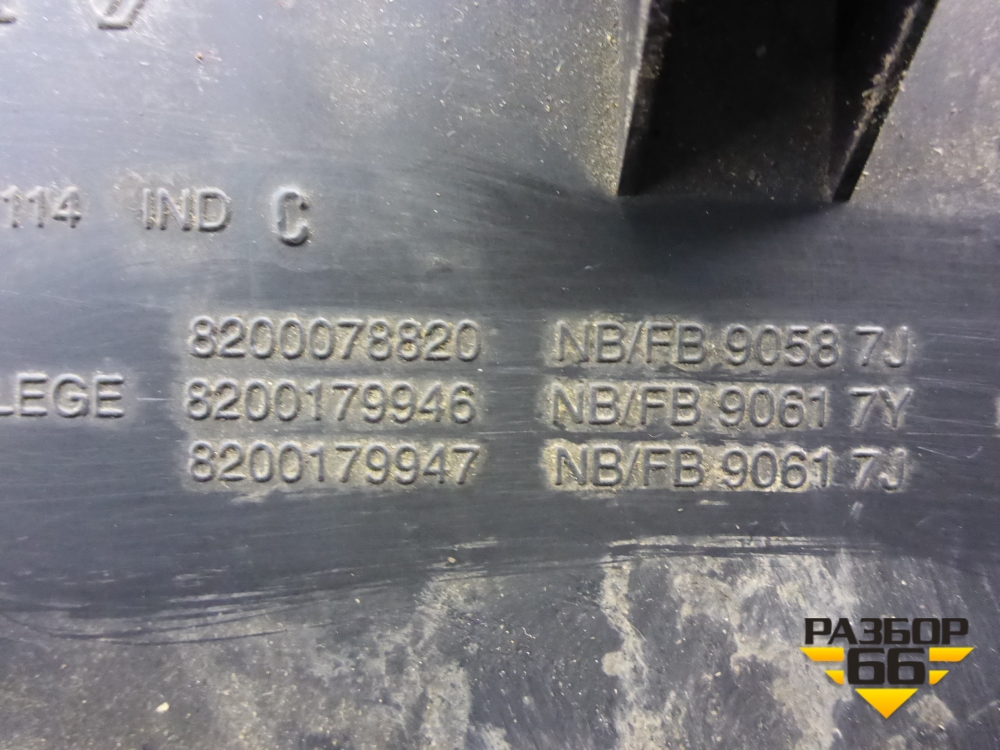 114 IND C
8200078820 NB/FB 9058 7J
LEGE 8200179946 NB/FB 9061 7Y
8200179947 NB/FB 9061 7J
РАЗБОР
66